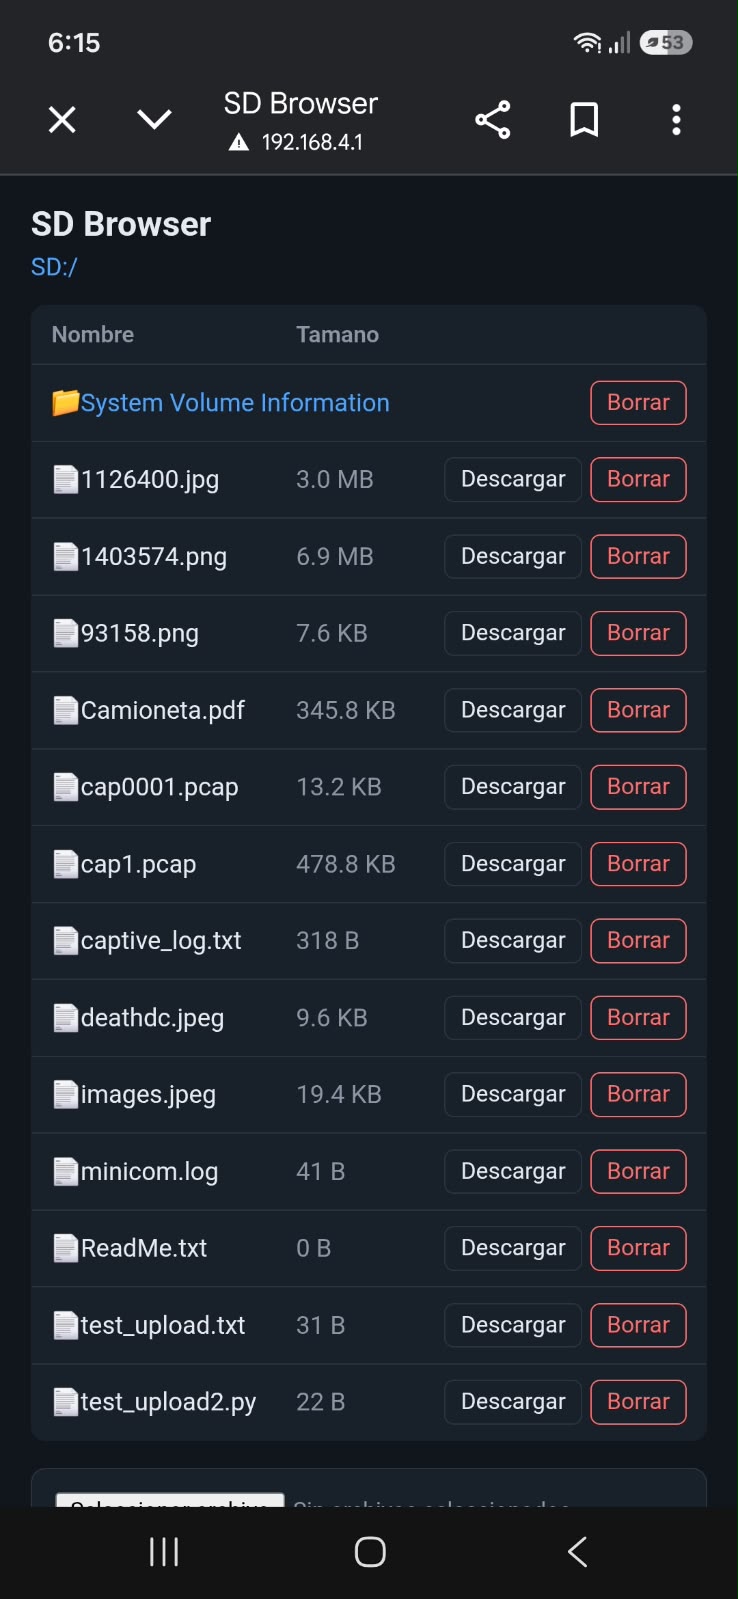 6:15
53
SD Browser
192.168.4.1
SD Browser
SD:/
Nombre Tamano
System Volume Information Borrar
1126400.jpg 3.0 MB Descargar Borrar
1403574.png 6.9 MB Descargar Borrar
93158.png 7.6 KB Descargar Borrar
Camioneta.pdf 345.8 KB Descargar Borrar
cap0001.pcap 13.2 KB Descargar Borrar
cap1.pcap 478.8 KB Descargar Borrar
captive_log.txt 318 B Descargar Borrar
deathdc.jpeg 9.6 KB Descargar Borrar
images.jpeg 19.4 KB Descargar Borrar
minicom.log 41 B Descargar Borrar
ReadMe.txt 0 B Descargar Borrar
test_upload.txt 31 B Descargar Borrar
test_upload2.py 22 B Descargar Borrar
Seleccionar archivo Sin archivos seleccionados